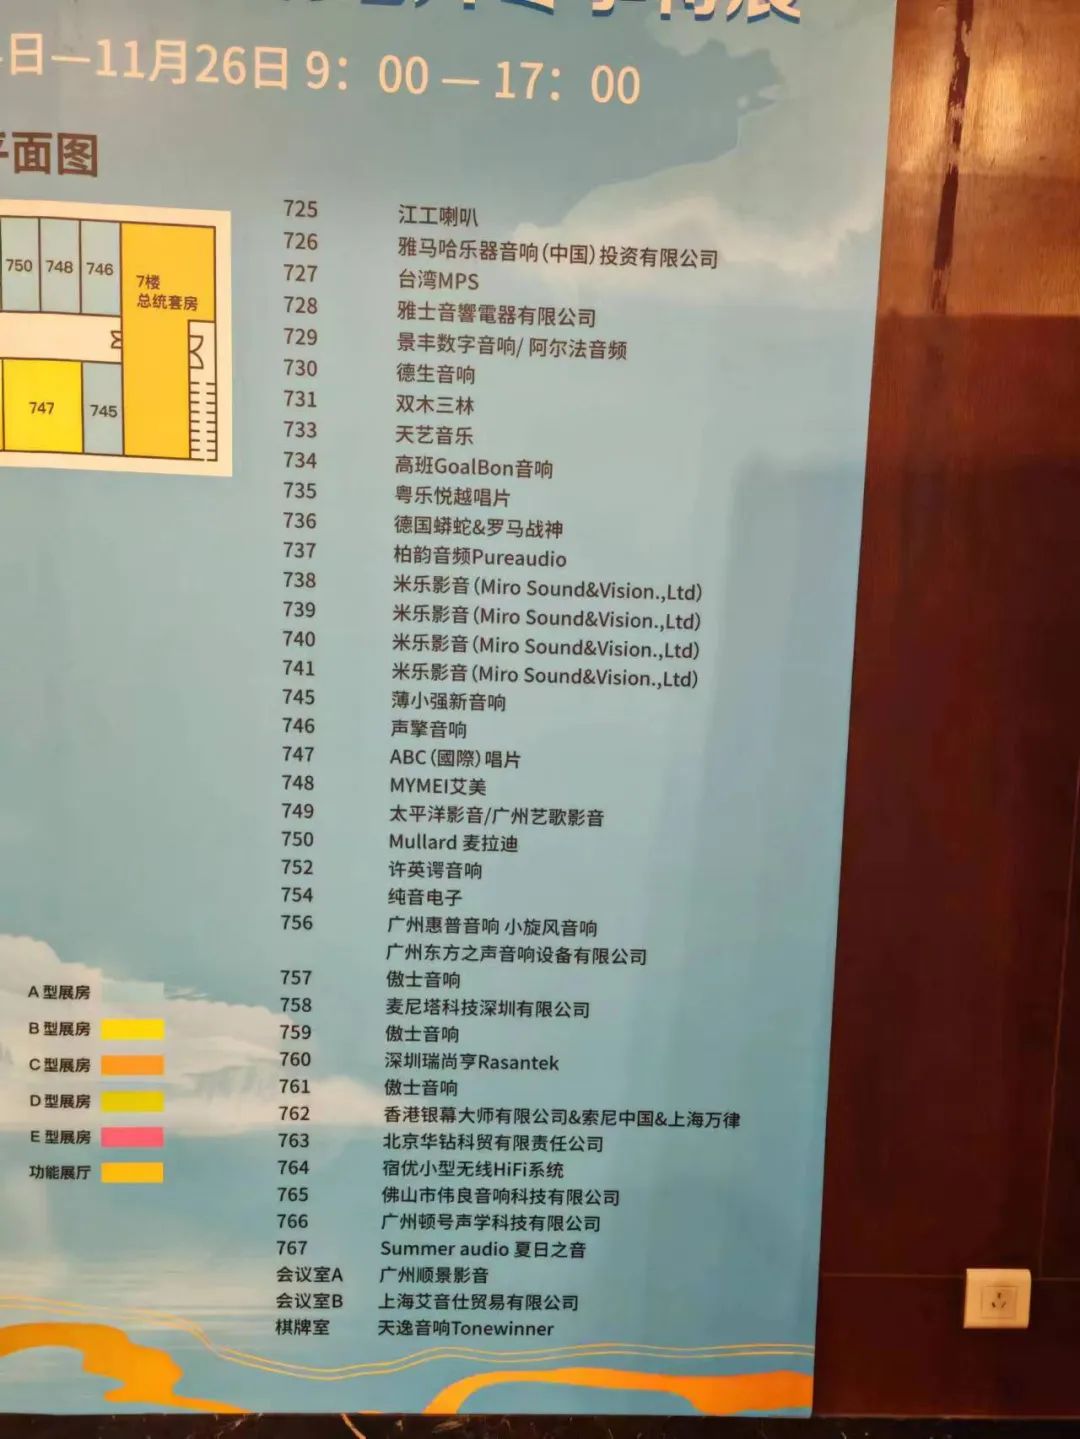 日—11月26日 9：00 — 17：00
平面图
750 748 746
7楼
总统套房
747
745
725 江工喇叭
726 雅马哈乐器音响(中国)投资有限公司
727 台湾MPS
728 雅士音響電器有限公司
729 景丰数字音响/ 阿尔法音频
730 德生音响
731 双木三林
733 天艺音乐
734 高班GoalBon音响
735 粤乐悦越唱片
736 德国蟒蛇&罗马战神
737 柏韵音频Pureaudio
738 米乐影音(Miro Sound&Vision.,Ltd)
739 米乐影音(Miro Sound&Vision.,Ltd)
740 米乐影音(Miro Sound&Vision.,Ltd)
741 米乐影音(Miro Sound&Vision.,Ltd)
745 薄小强新音响
746 声擎音响
747 ABC(國際)唱片
748 MYMEI艾美
749 太平洋影音/广州艺歌影音
750 Mullard 麦拉迪
752 许英谔音响
754 纯音电子
756 广州惠普音响 小旋风音响
广州东方之声音响设备有限公司
757 傲士音响
758 麦尼塔科技深圳有限公司
759 傲士音响
760 深圳瑞尚亨Rasantek
761 傲士音响
762 香港银幕大师有限公司&索尼中国&上海万律
763 北京华钻科贸有限责任公司
764 宿优小型无线HiFi系统
765 佛山市伟良音响科技有限公司
766 广州顿号声学科技有限公司
767 Summer audio 夏日之音
会议室A 广州顺景影音
会议室B 上海艾音仕贸易有限公司
棋牌室 天逸音响Tonewinner
A 型展房
B 型展房
C 型展房
D 型展房
E 型展房
功能展厅